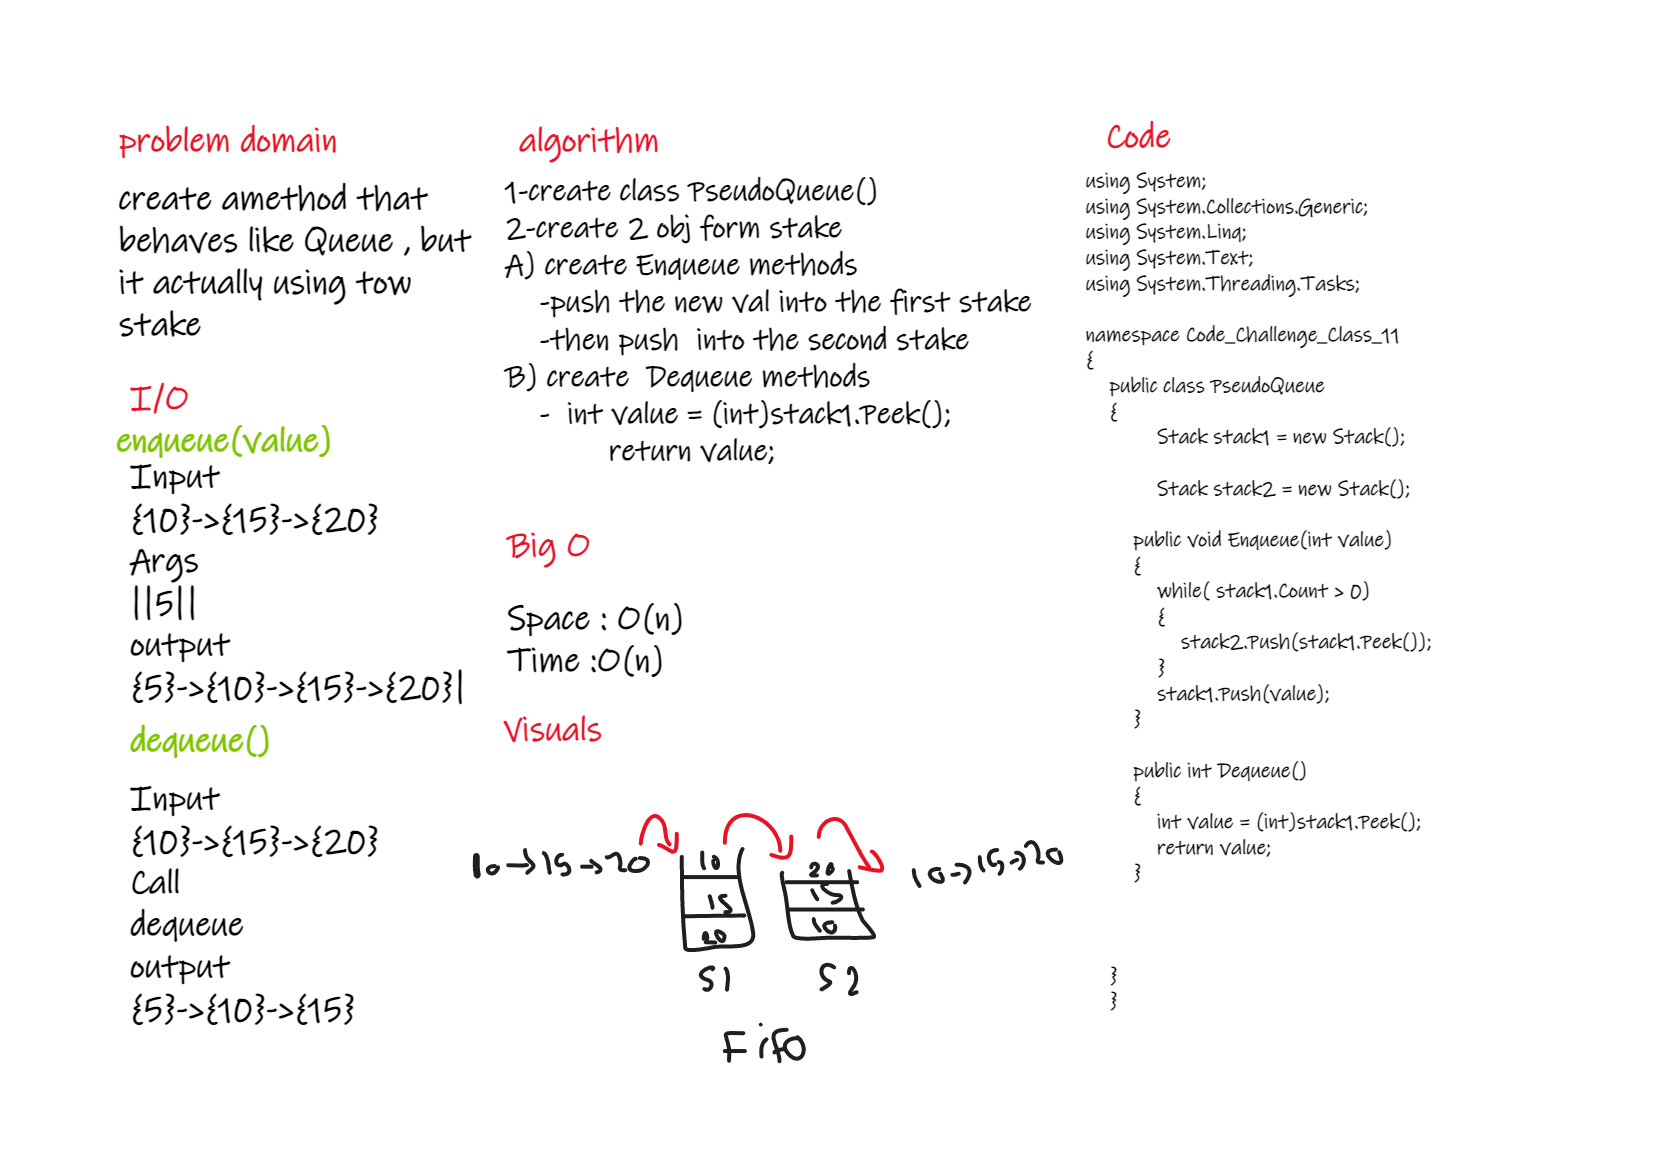 problem domain
create amethod that
behaves like Queue , but
it actually using tow
stake
I/O
enqueue(value)
Input
{10}->{15}->{20}
Args
||5||
output
{5}->{10}->{15}->{20}|
dequeue()
Input
{10}->{15}->{20}
Call
dequeue
output
{5}->{10}->{15}
algorithm
1-create class PseudoQueue()
2-create 2 obj form stake
A) create Enqueue methods
-push the new val into the first stake
-then push  into the second stake
B) create  Dequeue methods
-  int value = (int)stack1.Peek();
return value;
Big O
Space : O(n)
Time :O(n)
Visuals
10->15->20
10
15
20
S1
20
15
10
S2
10->15->20
Fifo
Code
using System;
using System.Collections.Generic;
using System.Linq;
using System.Text;
using System.Threading.Tasks;
namespace Code_Challenge_Class_11
{
public class PseudoQueue
{
Stack stack1 = new Stack();
Stack stack2 = new Stack();
public void Enqueue(int value)
{
while( stack1.Count > 0)
{
stack2.Push(stack1.Peek());
}
stack1.Push(value);
}
public int Dequeue()
{
int value = (int)stack1.Peek();
return value;
}
}
}